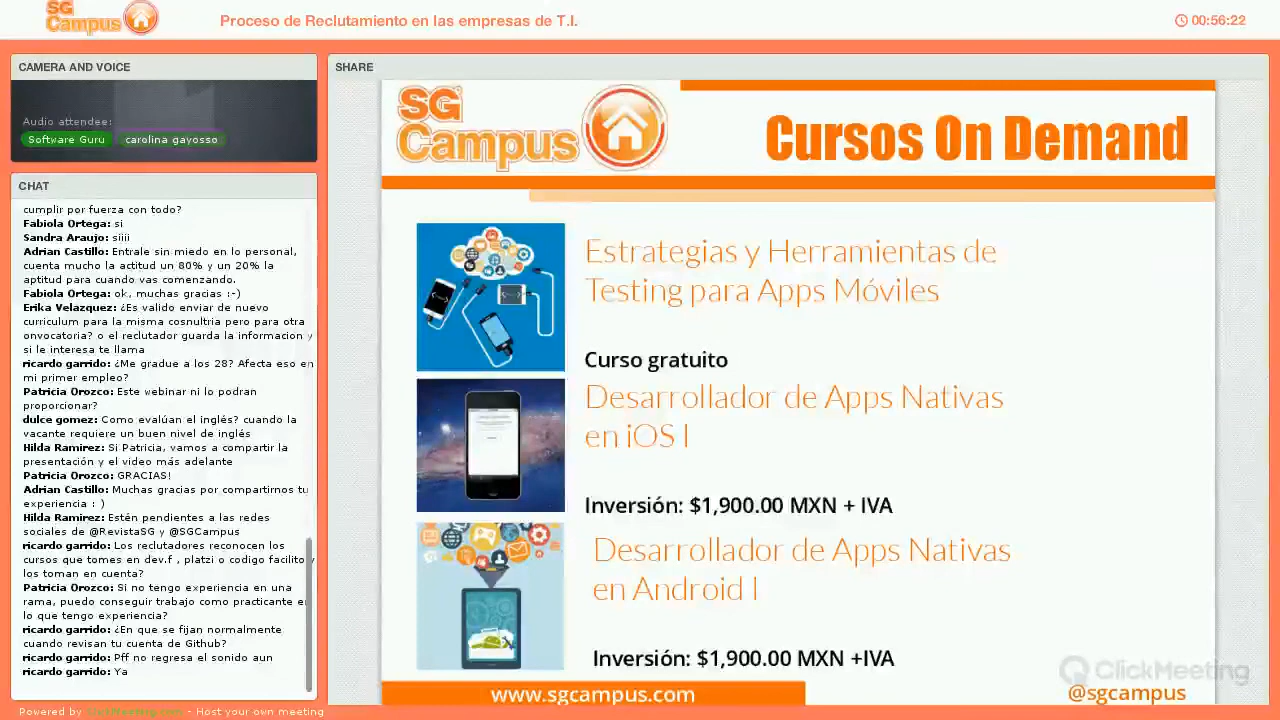 SG
Campus
Proceso de Reclutamiento en las empresas de T.I.
00:56:22
CAMERA AND VOICE
Audio attendee:
Software Guru carolina gayosso
CHAT
cumplir por fuerza con todo?
Fabiola Ortega: si
Sandra Araujo: siiii
Adrian Castillo: Entrale sin miedo en lo personal,
cuenta mucho la actitud un 80% y un 20% la
aptitud para cuando vas comenzando.
Fabiola Ortega: ok, muchas gracias :-)
Erika Velazquez: ¿Es valido enviar de nuevo
curriculum para la misma cosnultria pero para otra
onvocatoria? o el reclutador guarda la informacion y
si le interesa te llama
ricardo garrido: ¿Me gradue a los 28? Afecta eso en
mi primer empleo?
Patricia Orozco: Este webinar ni lo podran
proporcionar?
dulce gomez: Como evalúan el inglés? cuando la
vacante requiere un buen nivel de inglés
Hilda Ramirez: Si Patricia, vamos a compartir la
presentación y el video más adelante
Patricia Orozco: GRACIAS!
Adrian Castillo: Muchas gracias por compartirnos tu
experiencia : )
Hilda Ramirez: Estén pendientes a las redes
sociales de @RevistaSG y @SGCampus
ricardo garrido: Los reclutadores reconocen los
cursos que tomes en dev.f , platzi o codigo facilito y
los toman en cuenta?
Patricia Orozco: Si no tengo experiencia en una
rama, puedo conseguir trabajo como practicante en
lo que tengo experiencia?
ricardo garrido: ¿En que se fijan normalmente
cuando revisan tu cuenta de Github?
ricardo garrido: Pff no regresa el sonido aun
ricardo garrido: Ya
Powered by ClickMeeting.com - Host your own meeting
SHARE
SG
Campus
Cursos On Demand
Estrategias y Herramientas de
Testing para Apps Móviles
Curso gratuito
Desarrollador de Apps Nativas
en iOS I
Inversión: $1,900.00 MXN + IVA
Desarrollador de Apps Nativas
en Android I
Inversión: $1,900.00 MXN +IVA
ClickMeeting
www.sgcampus.com
@sgcampus